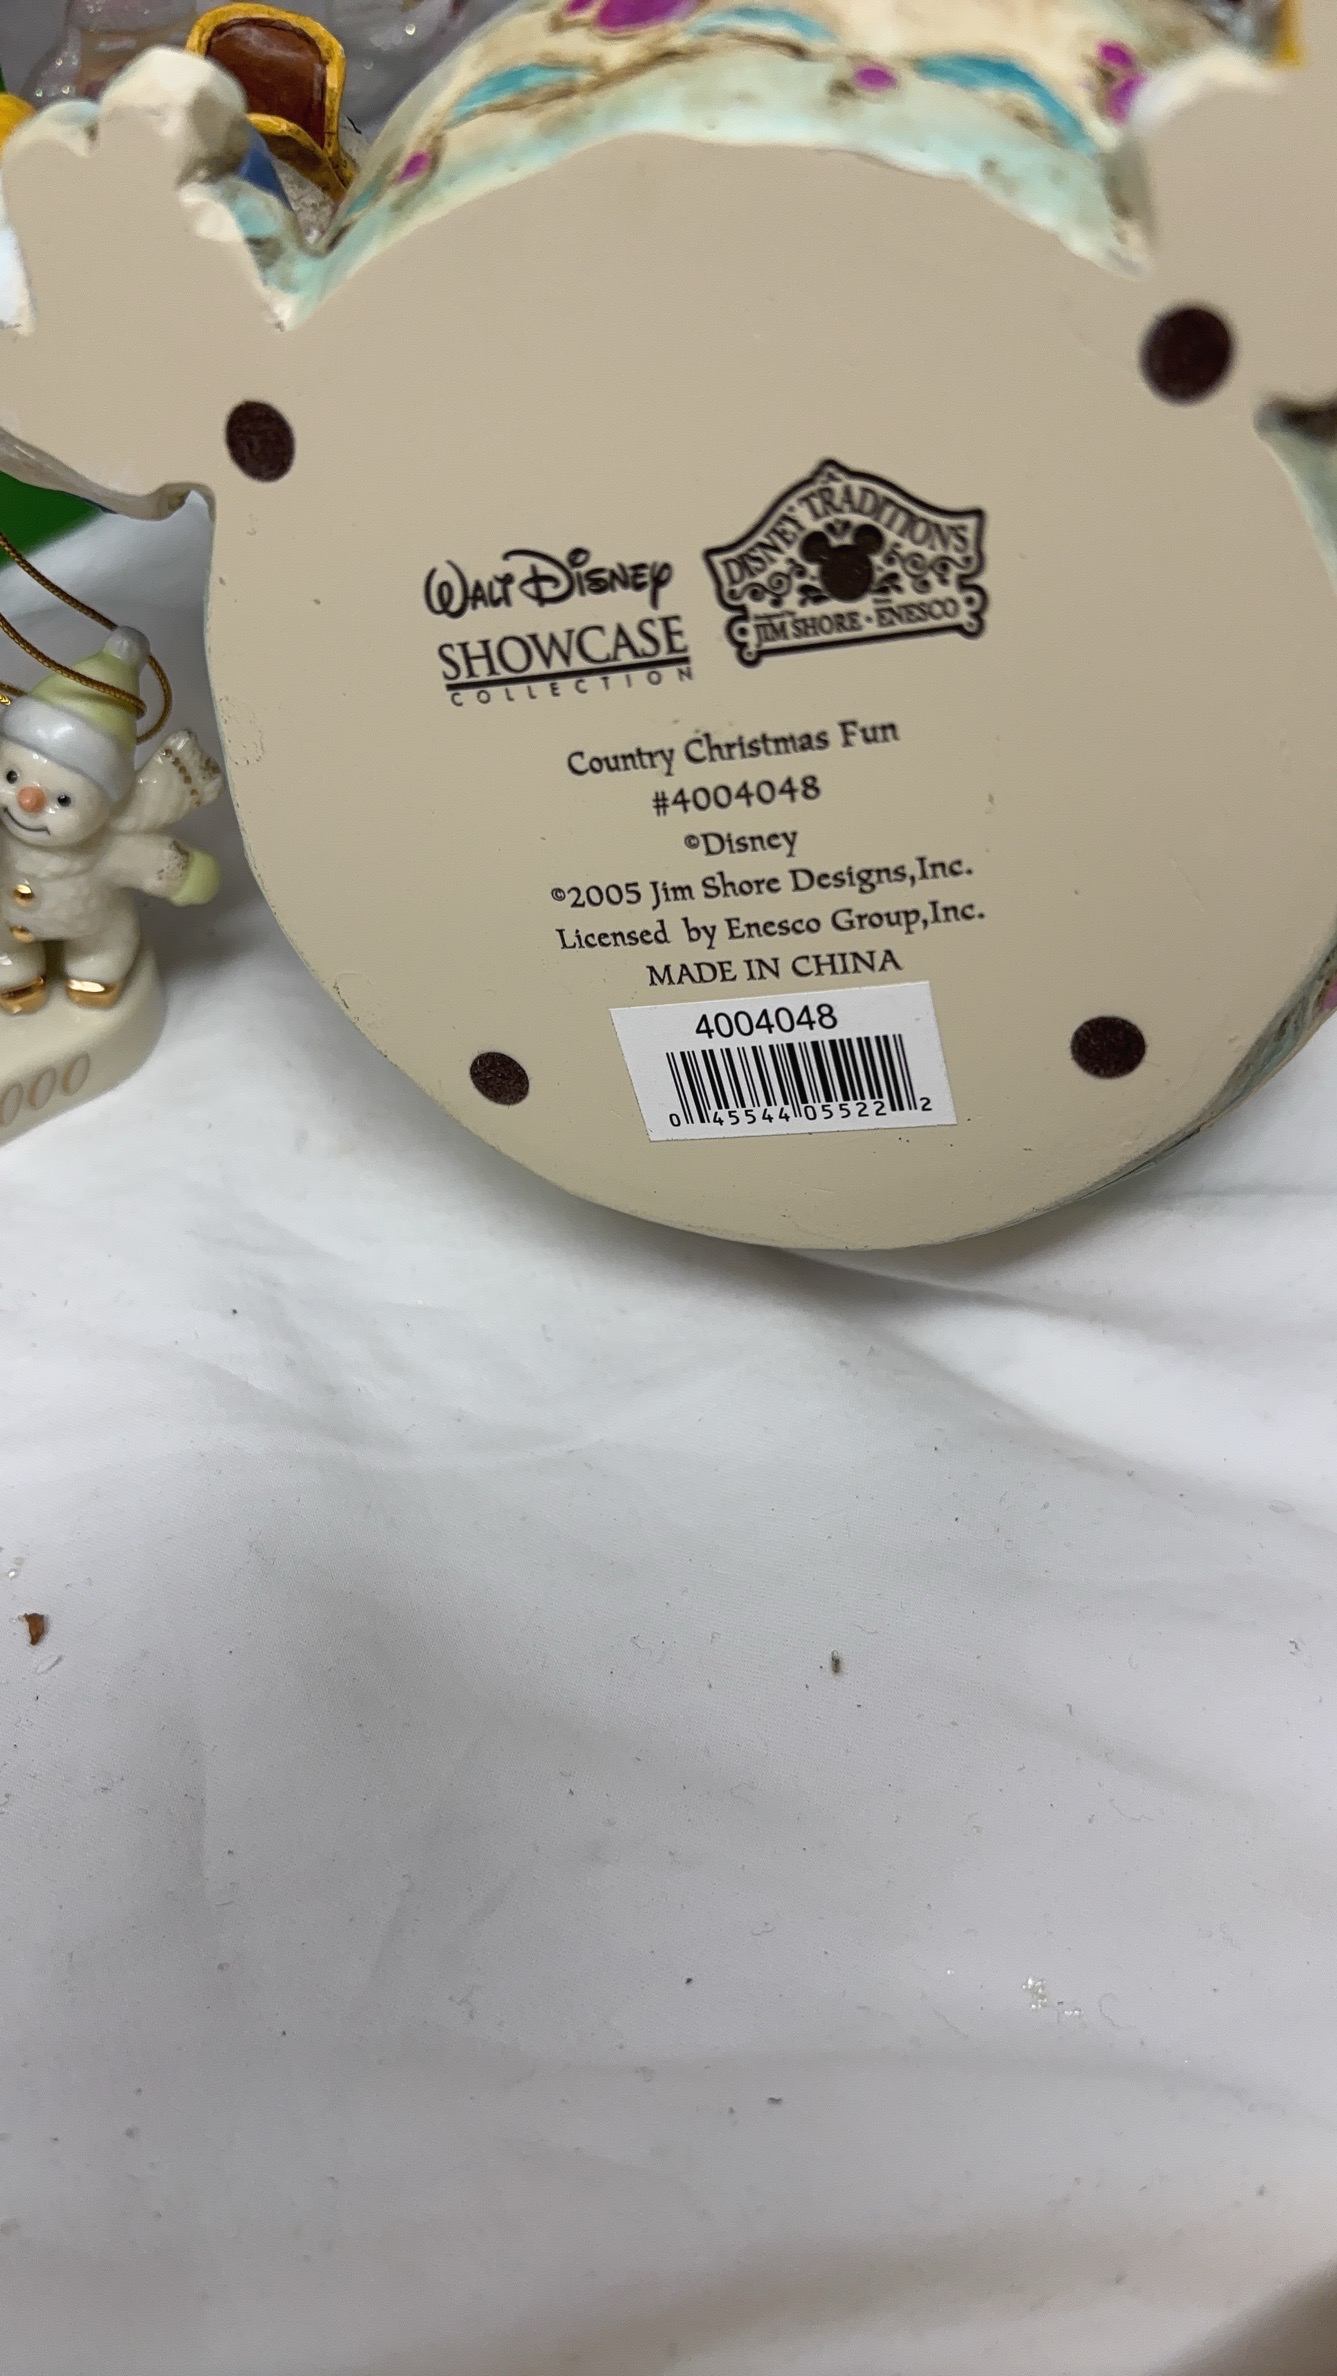 WALT DISNEY
SHOWCASE
COLLECTION
DISNEY TRADITIONS
JIM SHORE • ENESCO
Country Christmas Fun
#4004048
©Disney
©2005 Jim Shore Designs,Inc.
Licensed by Enesco Group,Inc.
MADE IN CHINA
4004048
0 45544 05522 2
000